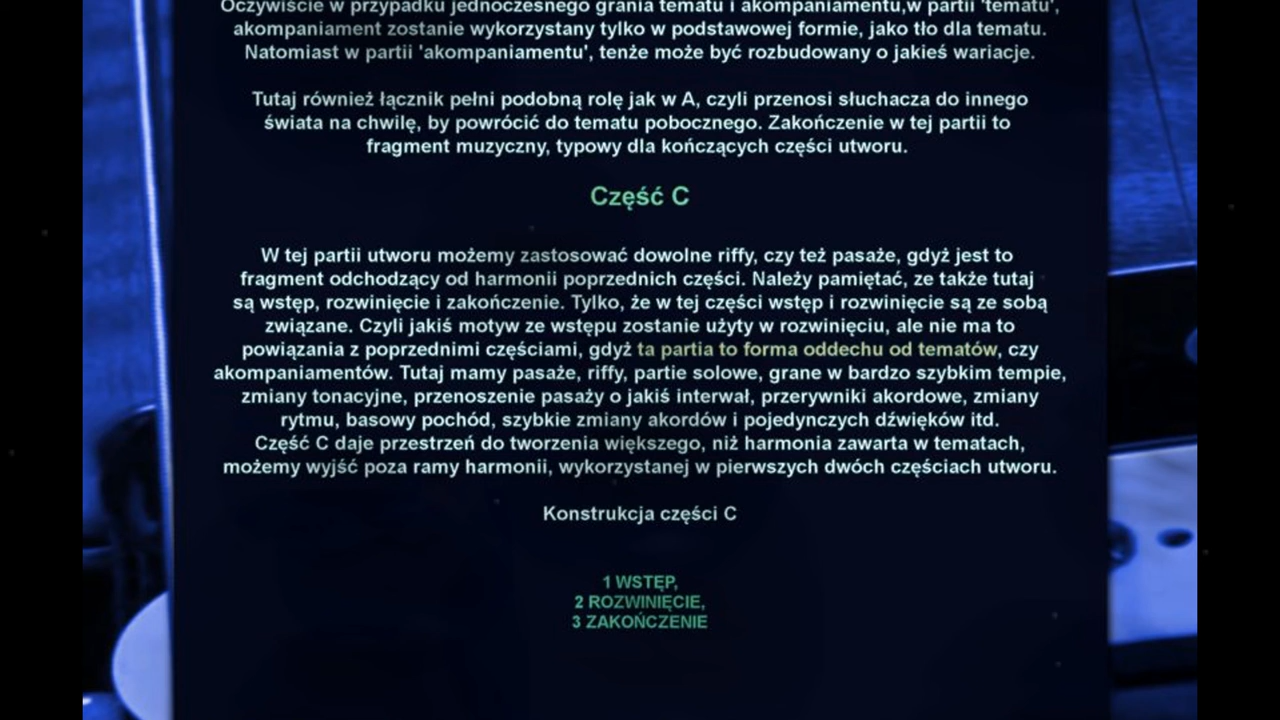 Oczywiście w przypadku jednoczesnego grania tematu i akompaniamentu,w partii 'tematu',
akompaniament zostanie wykorzystany tylko w podstawowej formie, jako tło dla tematu.
Natomiast w partii 'akompaniamentu', tenże może być rozbudowany o jakieś wariacje.
Tutaj również łącznik pełni podobną rolę jak w A, czyli przenosi słuchacza do innego
świata na chwilę, by powrócić do tematu pobocznego. Zakończenie w tej partii to
fragment muzyczny, typowy dla kończących części utworu.
Część C
W tej partii utworu możemy zastosować dowolne riffy, czy też pasaże, gdyż jest to
fragment odchodzący od harmonii poprzednich części. Należy pamiętać, ze także tutaj
są wstęp, rozwinięcie i zakończenie. Tylko, że w tej części wstęp i rozwinięcie są ze sobą
związane. Czyli jakiś motyw ze wstępu zostanie użyty w rozwinięciu, ale nie ma to
powiązania z poprzednimi częściami, gdyż ta partia to forma oddechu od tematów, czy
akompaniamentów. Tutaj mamy pasaże, riffy, partie solowe, grane w bardzo szybkim tempie,
zmiany tonacyjne, przenoszenie pasaży o jakiś interwał, przerywniki akordowe, zmiany
rytmu, basowy pochód, szybkie zmiany akordów i pojedynczych dźwięków itd.
Część C daje przestrzeń do tworzenia większego, niż harmonia zawarta w tematach,
możemy wyjść poza ramy harmonii, wykorzystanej w pierwszych dwóch częściach utworu.
Konstrukcja części C
1 WSTĘP,
2 ROZWINIĘCIE,
3 ZAKOŃCZENIE